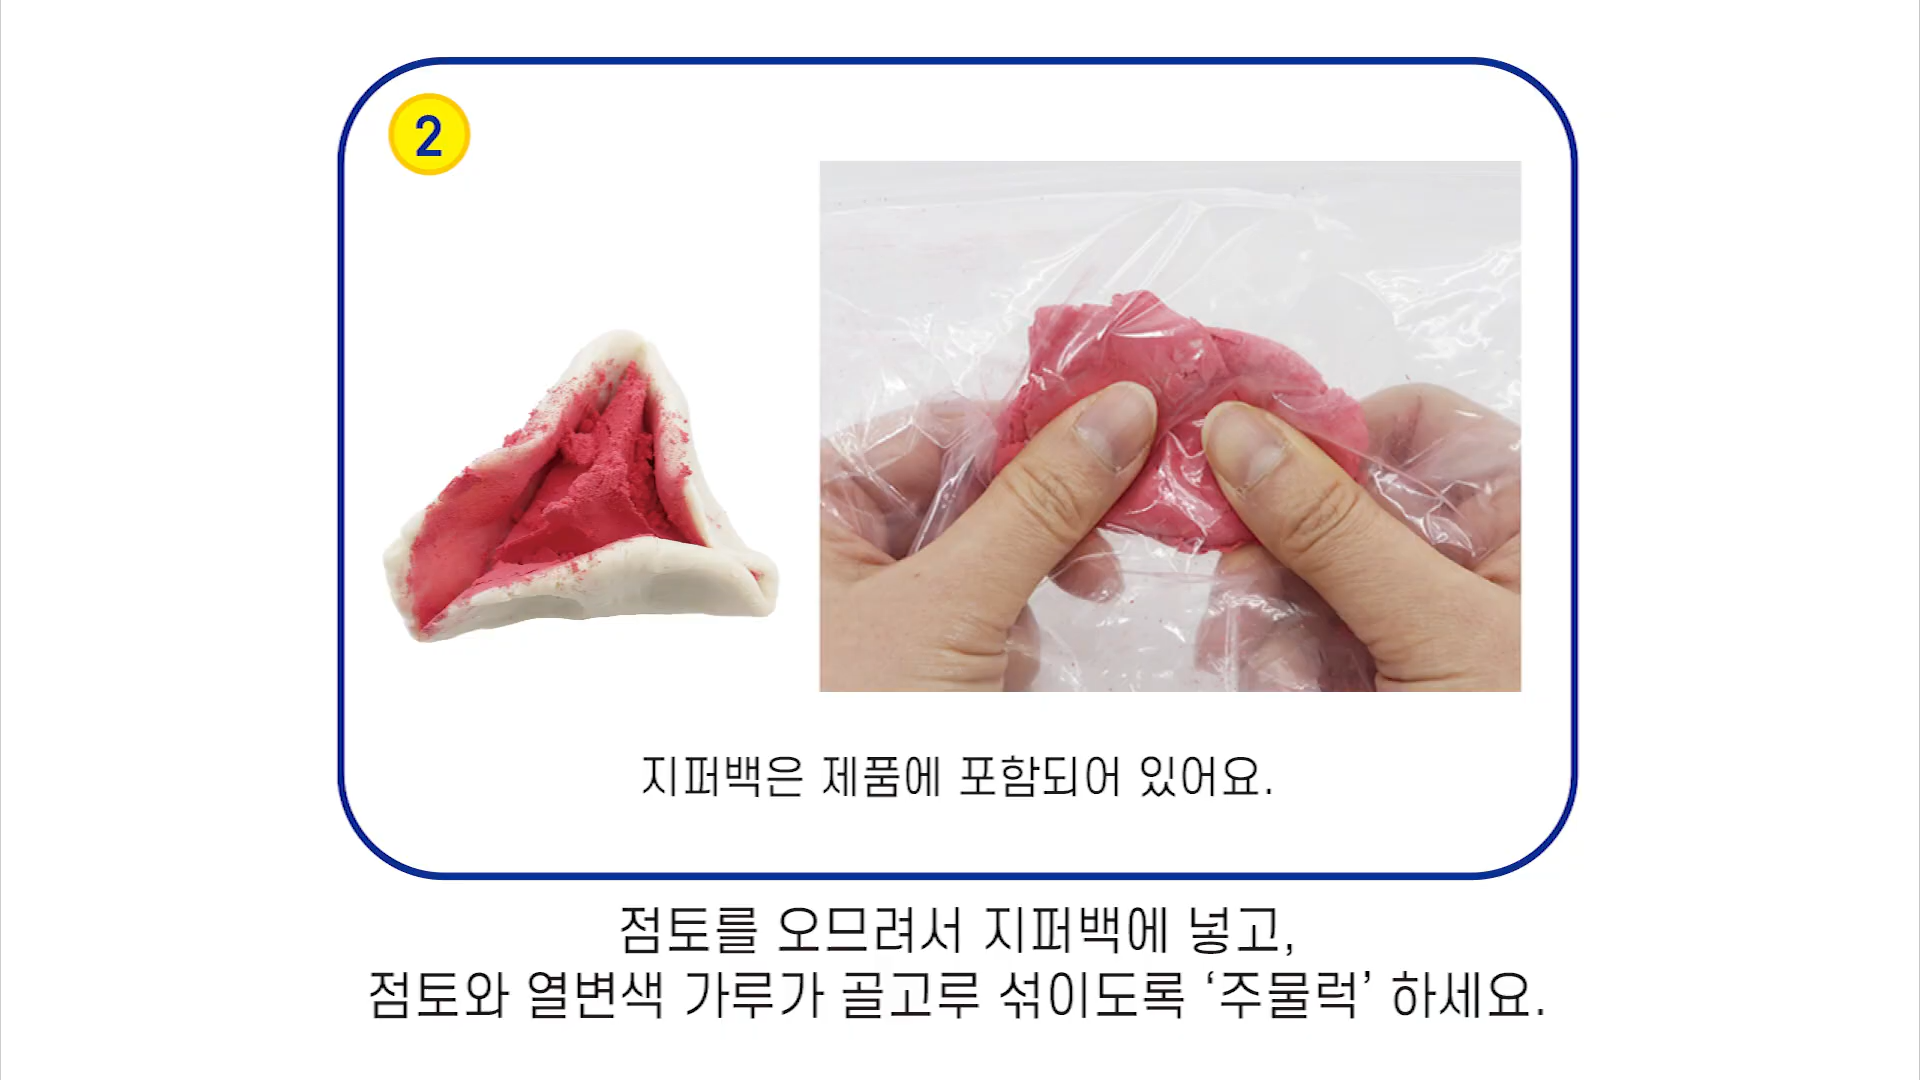 2
지퍼백은 제품에 포함되어 있어요.
점토를 오므려서 지퍼백에 넣고,
점토와 열변색 가루가 골고루 섞이도록 ‘주물럭’ 하세요.